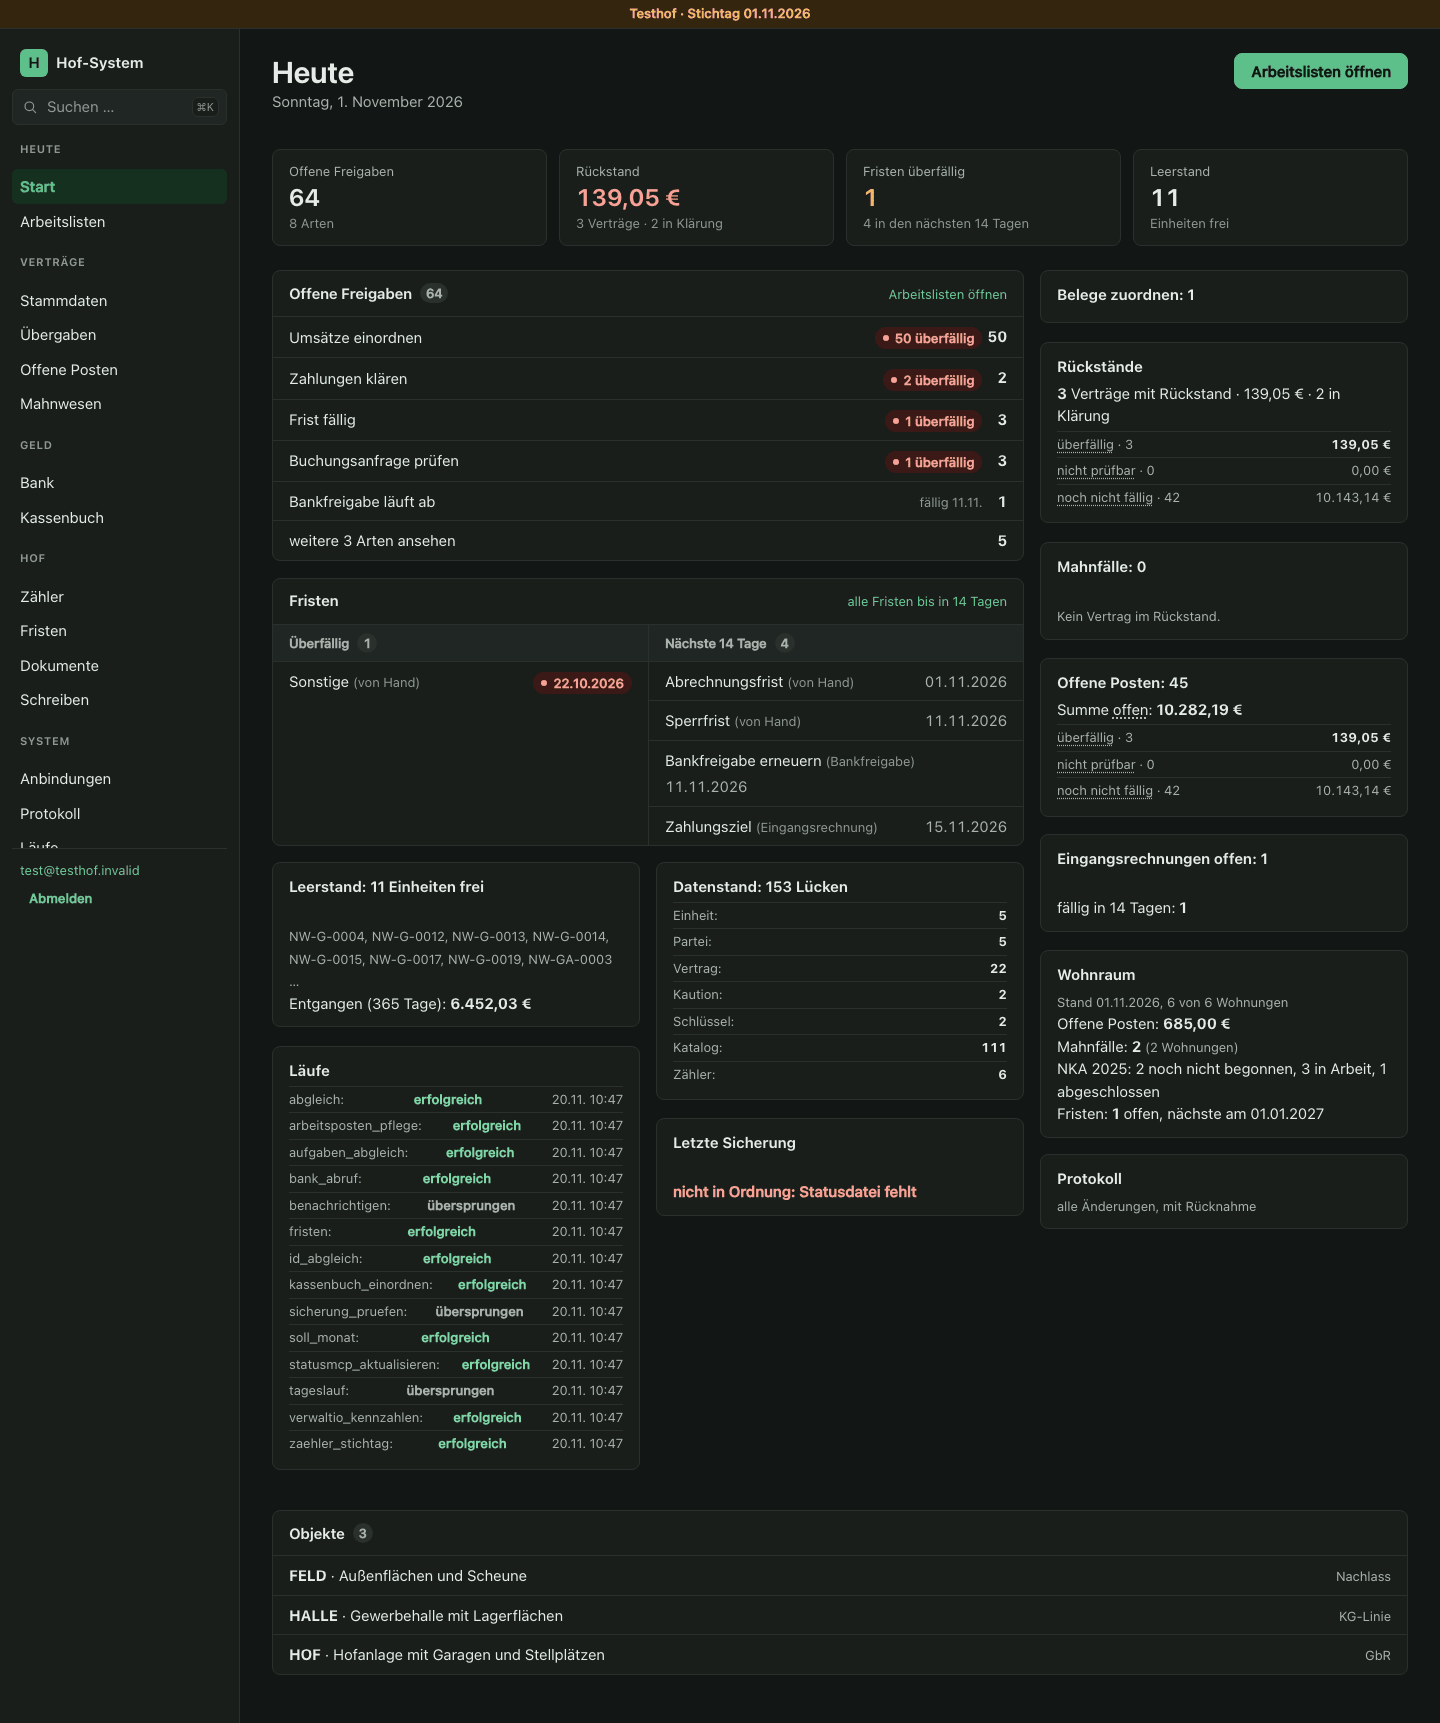 Testhof · Stichtag 01.11.2026
H Hof-System
Suchen ... ⌘K
HEUTE
Start
Arbeitslisten
VERTRÄGE
Stammdaten
Übergaben
Offene Posten
Mahnwesen
GELD
Bank
Kassenbuch
HOF
Zähler
Fristen
Dokumente
Schreiben
SYSTEM
Anbindungen
Protokoll
Läufe
test@testhof.invalid
Abmelden
Heute
Sonntag, 1. November 2026
Arbeitslisten öffnen
Offene Freigaben
64
8 Arten
Rückstand
139,05 €
3 Verträge · 2 in Klärung
Fristen überfällig
1
4 in den nächsten 14 Tagen
Leerstand
11
Einheiten frei
Offene Freigaben 64 Arbeitslisten öffnen
Umsätze einordnen 50 überfällig 50
Zahlungen klären 2 überfällig 2
Frist fällig 1 überfällig 3
Buchungsanfrage prüfen 1 überfällig 3
Bankfreigabe läuft ab fällig 11.11. 1
weitere 3 Arten ansehen 5
Fristen alle Fristen bis in 14 Tagen
Überfällig 1
Sonstige (von Hand) 22.10.2026
Nächste 14 Tage 4
Abrechnungsfrist (von Hand) 01.11.2026
Sperrfrist (von Hand) 11.11.2026
Bankfreigabe erneuern (Bankfreigabe)
11.11.2026
Zahlungsziel (Eingangsrechnung) 15.11.2026
Leerstand: 11 Einheiten frei
NW-G-0004, NW-G-0012, NW-G-0013, NW-G-0014,
NW-G-0015, NW-G-0017, NW-G-0019, NW-GA-0003
...
Entgangen (365 Tage): 6.452,03 €
Läufe
abgleich: erfolgreich 20.11. 10:47
arbeitsposten_pflege: erfolgreich 20.11. 10:47
aufgaben_abgleich: erfolgreich 20.11. 10:47
bank_abruf: erfolgreich 20.11. 10:47
benachrichtigen: übersprungen 20.11. 10:47
fristen: erfolgreich 20.11. 10:47
id_abgleich: erfolgreich 20.11. 10:47
kassenbuch_einordnen: erfolgreich 20.11. 10:47
sicherung_pruefen: übersprungen 20.11. 10:47
soll_monat: erfolgreich 20.11. 10:47
statusmcp_aktualisieren: erfolgreich 20.11. 10:47
tageslauf: übersprungen 20.11. 10:47
verwaltio_kennzahlen: erfolgreich 20.11. 10:47
zaehler_stichtag: erfolgreich 20.11. 10:47
Datenstand: 153 Lücken
Einheit: 5
Partei: 5
Vertrag: 22
Kaution: 2
Schlüssel: 2
Katalog: 111
Zähler: 6
Letzte Sicherung
nicht in Ordnung: Statusdatei fehlt
Belege zuordnen: 1
Rückstände
3 Verträge mit Rückstand · 139,05 € · 2 in
Klärung
überfällig · 3 139,05 €
nicht prüfbar · 0 0,00 €
noch nicht fällig · 42 10.143,14 €
Mahnfälle: 0
Kein Vertrag im Rückstand.
Offene Posten: 45
Summe offen: 10.282,19 €
überfällig · 3 139,05 €
nicht prüfbar · 0 0,00 €
noch nicht fällig · 42 10.143,14 €
Eingangsrechnungen offen: 1
fällig in 14 Tagen: 1
Wohnraum
Stand 01.11.2026, 6 von 6 Wohnungen
Offene Posten: 685,00 €
Mahnfälle: 2 (2 Wohnungen)
NKA 2025: 2 noch nicht begonnen, 3 in Arbeit, 1
abgeschlossen
Fristen: 1 offen, nächste am 01.01.2027
Protokoll
alle Änderungen, mit Rücknahme
Objekte 3
FELD · Außenflächen und Scheune Nachlass
HALLE · Gewerbehalle mit Lagerflächen KG-Linie
HOF · Hofanlage mit Garagen und Stellplätzen GbR